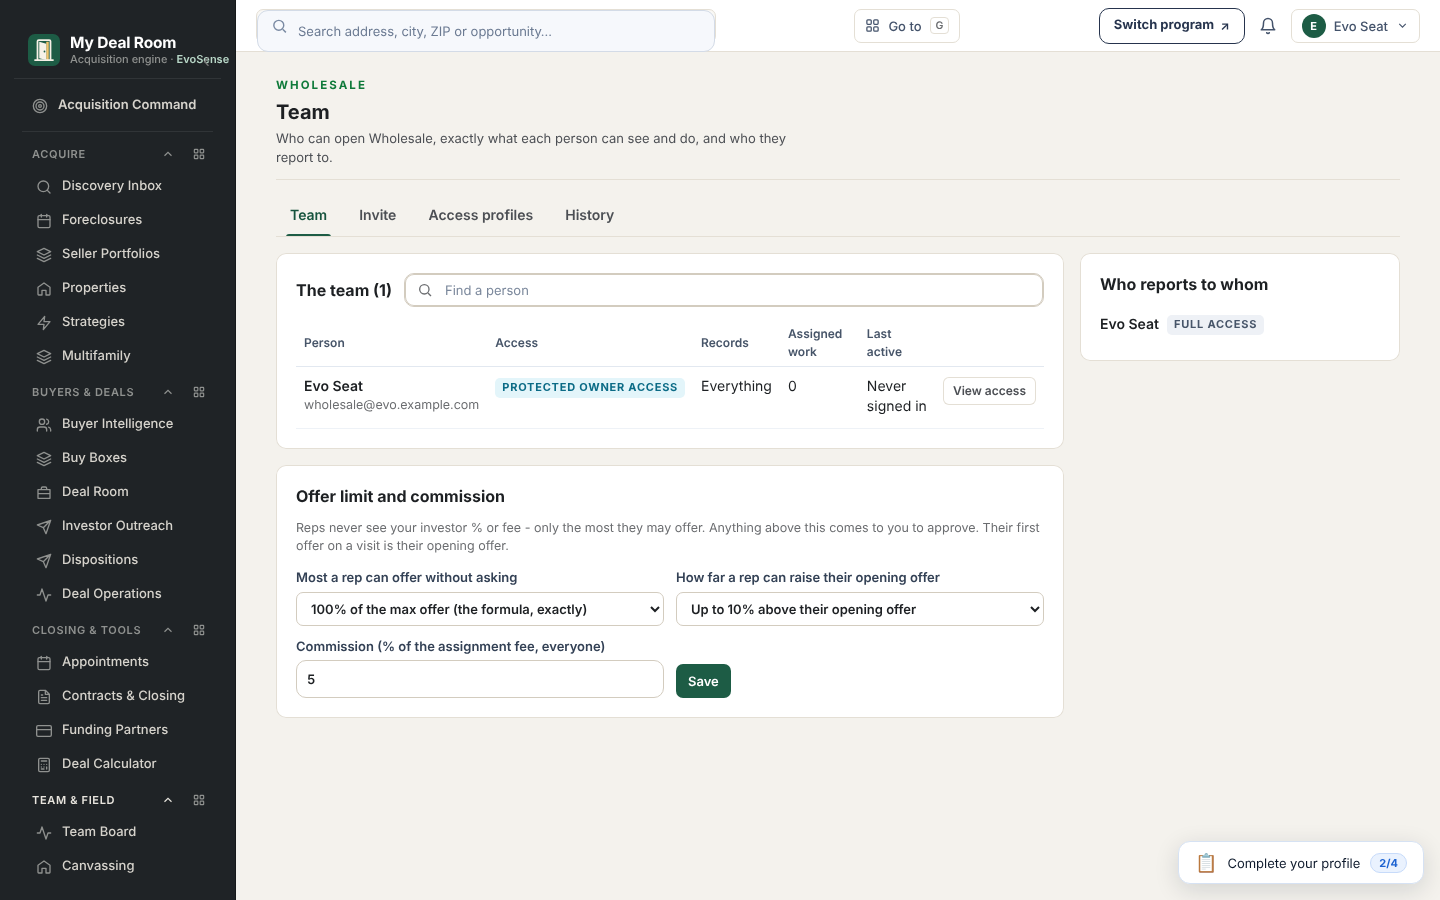 My Deal Room
Acquisition engine · EvoSense
Acquisition Command
ACQUIRE
Discovery Inbox
Foreclosures
Seller Portfolios
Properties
Strategies
Multifamily
BUYERS & DEALS
Buyer Intelligence
Buy Boxes
Deal Room
Investor Outreach
Dispositions
Deal Operations
CLOSING & TOOLS
Appointments
Contracts & Closing
Funding Partners
Deal Calculator
TEAM & FIELD
Team Board
Canvassing
Search address, city, ZIP or opportunity...
Go to G
Switch program
E Evo Seat
WHOLESALE
Team
Who can open Wholesale, exactly what each person can see and do, and who they
report to.
Team Invite Access profiles History
The team (1)
Find a person
Person Access Records Assigned work Last active
Evo Seat
wholesale@evo.example.com
PROTECTED OWNER ACCESS
Everything
0
Never
signed in
View access
Offer limit and commission
Reps never see your investor % or fee - only the most they may offer. Anything above this comes to you to approve. Their first
offer on a visit is their opening offer.
Most a rep can offer without asking
100% of the max offer (the formula, exactly)
How far a rep can raise their opening offer
Up to 10% above their opening offer
Commission (% of the assignment fee, everyone)
5
Save
Who reports to whom
Evo Seat FULL ACCESS
Complete your profile 2/4